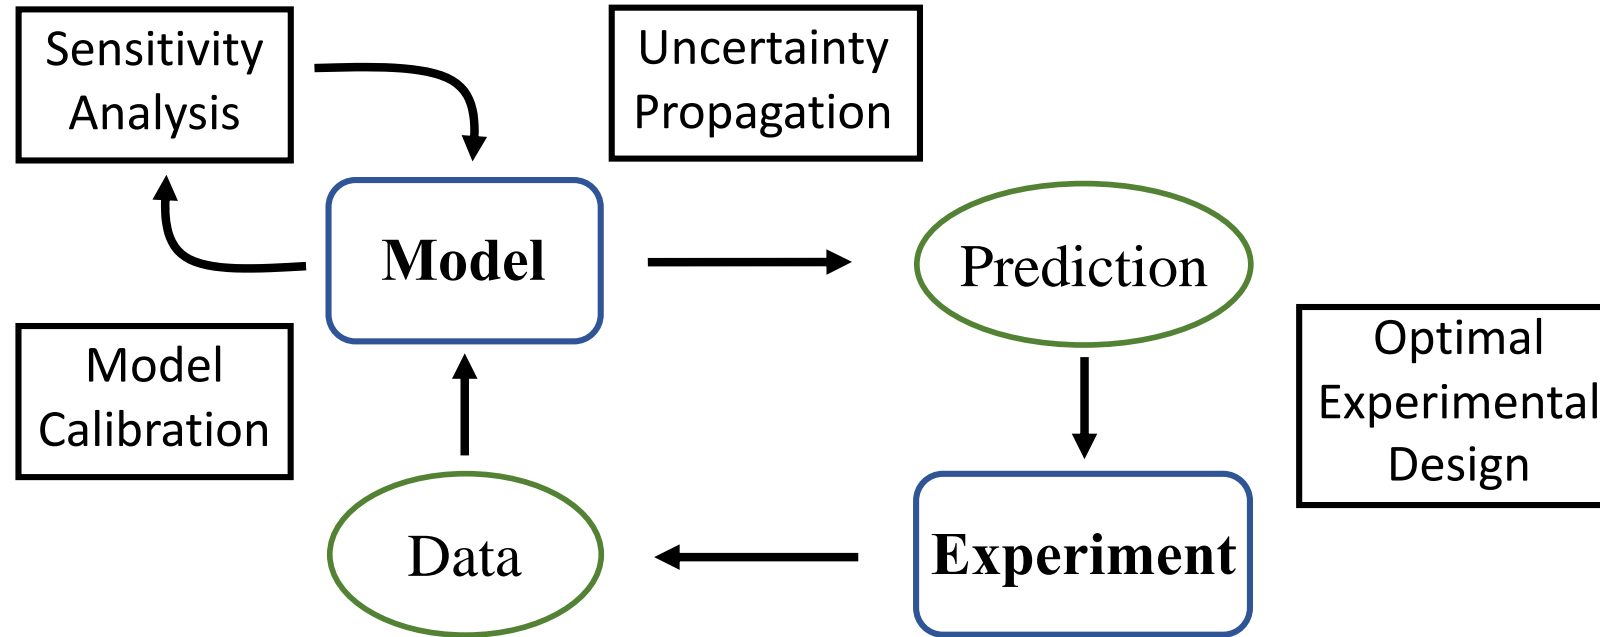 Sensitivity
Analysis
Uncertainty
Propagation
Model
Prediction
Model
Calibration
Optimal
Experimental
Design
Data
Experiment